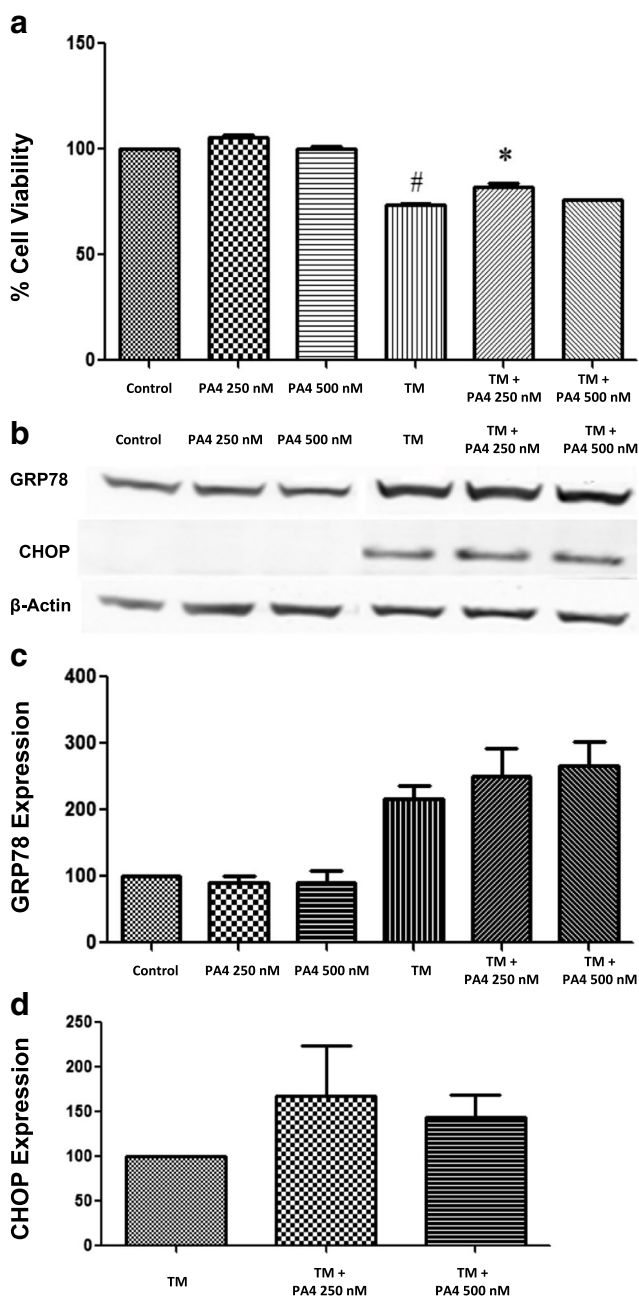 a
% Cell Viability
150
100
50
0
#
*
Control PA4 250 nM PA4 500 nM TM TM + PA4 250 nM TM + PA4 500 nM
b
Control PA4 250 nM PA4 500 nM TM TM + PA4 250 nM TM + PA4 500 nM
GRP78
CHOP
β-Actin
c
GRP78 Expression
400
300
200
100
0
Control PA4 250 nM PA4 500 nM TM TM + PA4 250 nM TM + PA4 500 nM
d
CHOP Expression
250
200
150
100
50
0
TM TM + PA4 250 nM TM + PA4 500 nM